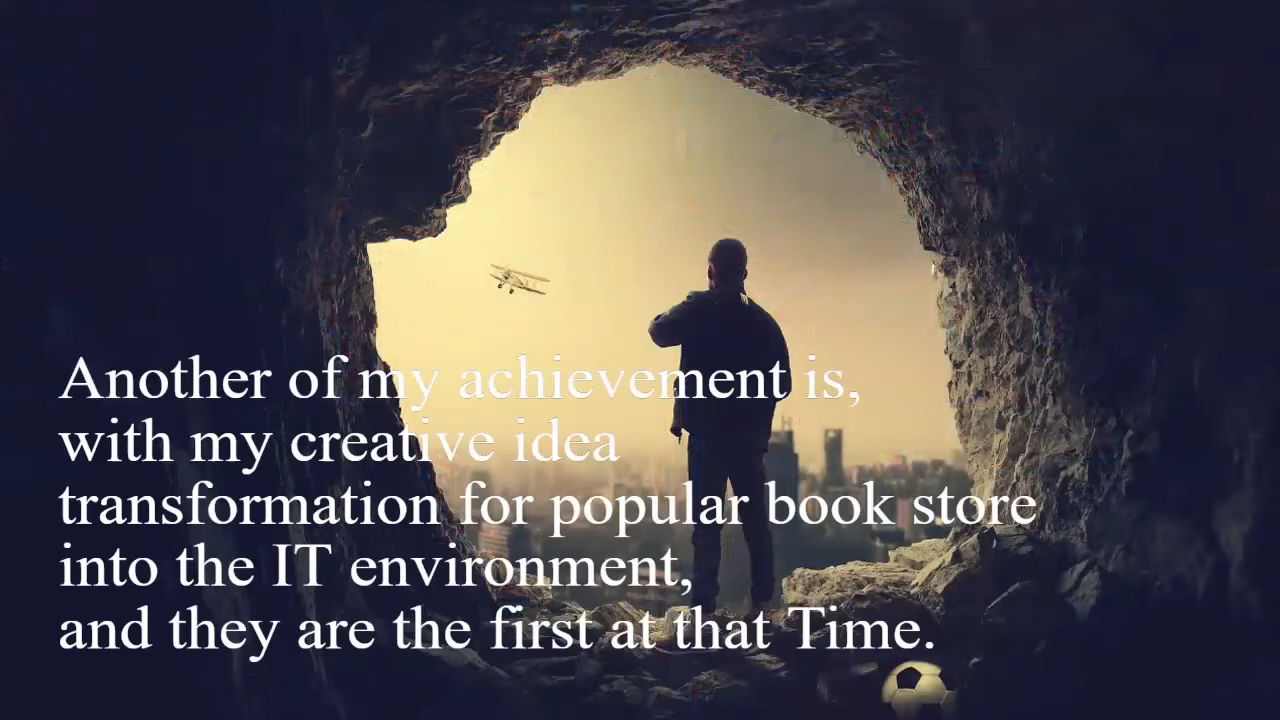 Another of my achievement is,
with my creative idea
transformation for popular book store
into the IT environment,
and they are the first at that Time.